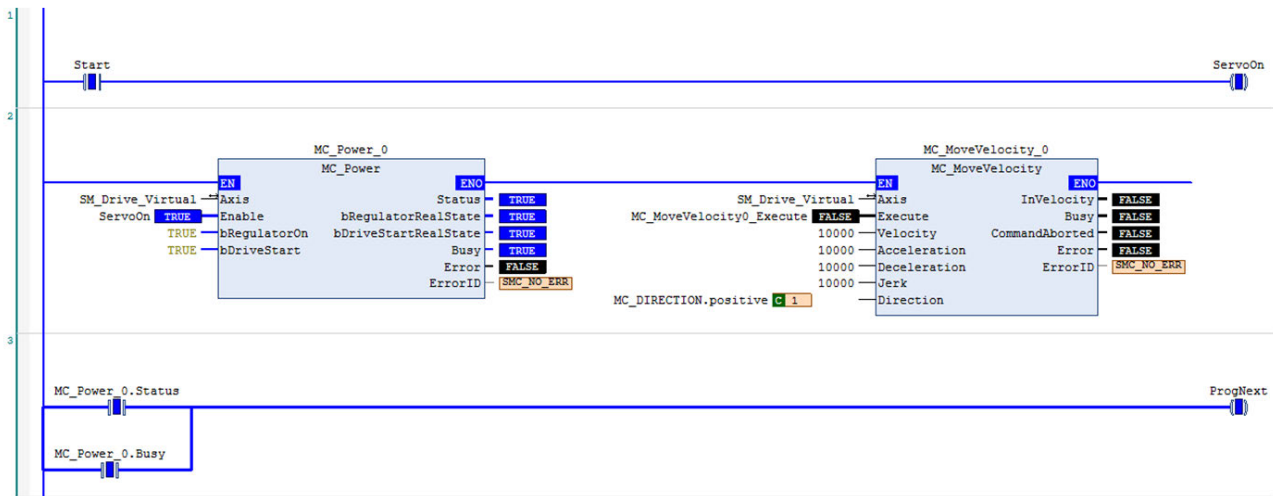 1
Start
ServoOn
2
MC_Power_0
MC_Power
EN ENO
SM_Drive_Virtual Axis Status TRUE
ServoOn TRUE Enable bRegulatorRealState TRUE
TRUE bRegulatorOn bDriveStartRealState TRUE
TRUE bDriveStart Busy TRUE
Error FALSE
ErrorID SMC_NO_ERR
MC_MoveVelocity_0
MC_MoveVelocity
EN ENO
SM_Drive_Virtual Axis InVelocity FALSE
MC_MoveVelocity0_Execute FALSE Execute Busy FALSE
10000 Velocity CommandAborted FALSE
10000 Acceleration Error FALSE
10000 Deceleration ErrorID SMC_NO_ERR
10000 Jerk
MC_DIRECTION.positive C 1 Direction
3
MC_Power_0.Status
ProgNext
MC_Power_0.Busy